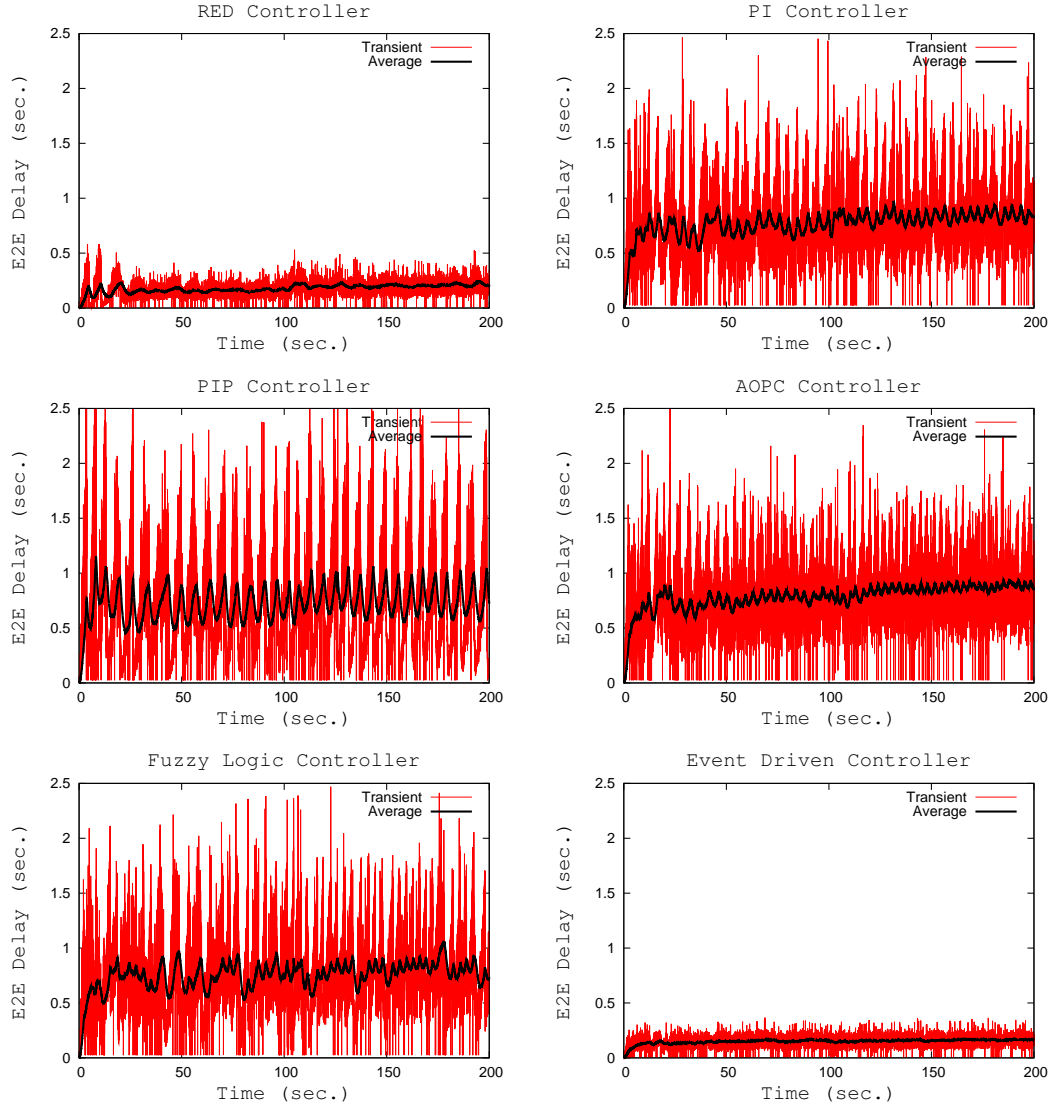 RED Controller
2.5
2
1.5
1
0.5
0
E2E Delay (sec.)
Transient
Average
0 50 100 150 200
Time (sec.)
PI Controller
2.5
2
1.5
1
0.5
0
E2E Delay (sec.)
Transient
Average
0 50 100 150 200
Time (sec.)
PIP Controller
2.5
2
1.5
1
0.5
0
E2E Delay (sec.)
Transient
Average
0 50 100 150 200
Time (sec.)
AOPC Controller
2.5
2
1.5
1
0.5
0
E2E Delay (sec.)
Transient
Average
0 50 100 150 200
Time (sec.)
Fuzzy Logic Controller
2.5
2
1.5
1
0.5
0
E2E Delay (sec.)
Transient
Average
0 50 100 150 200
Time (sec.)
Event Driven Controller
2.5
2
1.5
1
0.5
0
E2E Delay (sec.)
Transient
Average
0 50 100 150 200
Time (sec.)